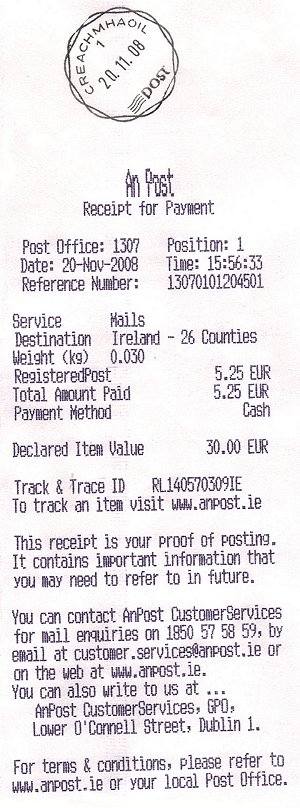 CREACHMHAOIL
1
20.11.08
POST
An Post
Receipt for Payment
Post Office: 1307 Position: 1
Date: 20-Nov-2008 Time: 15:56:33
Reference Number: 13070101204501
Service Mails
Destination Ireland - 26 Counties
Weight (kg) 0.030
RegisteredPost 5.25 EUR
Total Amount Paid 5.25 EUR
Payment Method Cash
Declared Item Value 30.00 EUR
Track & Trace ID RL140570309IE
To track an item visit www.anpost.ie
This receipt is your proof of posting.
It contains important information that
you may need to refer to in future.
You can contact AnPost CustomerServices
for mail enquiries on 1850 57 58 59, by
email at customer.services@anpost.ie or
on the web at www.anpost.ie.
You can also write to us at ...
AnPost CustomerServices, GPO,
Lower O'Connell Street, Dublin 1.
For terms & conditions, please refer to
www.anpost.ie or your local Post Office.